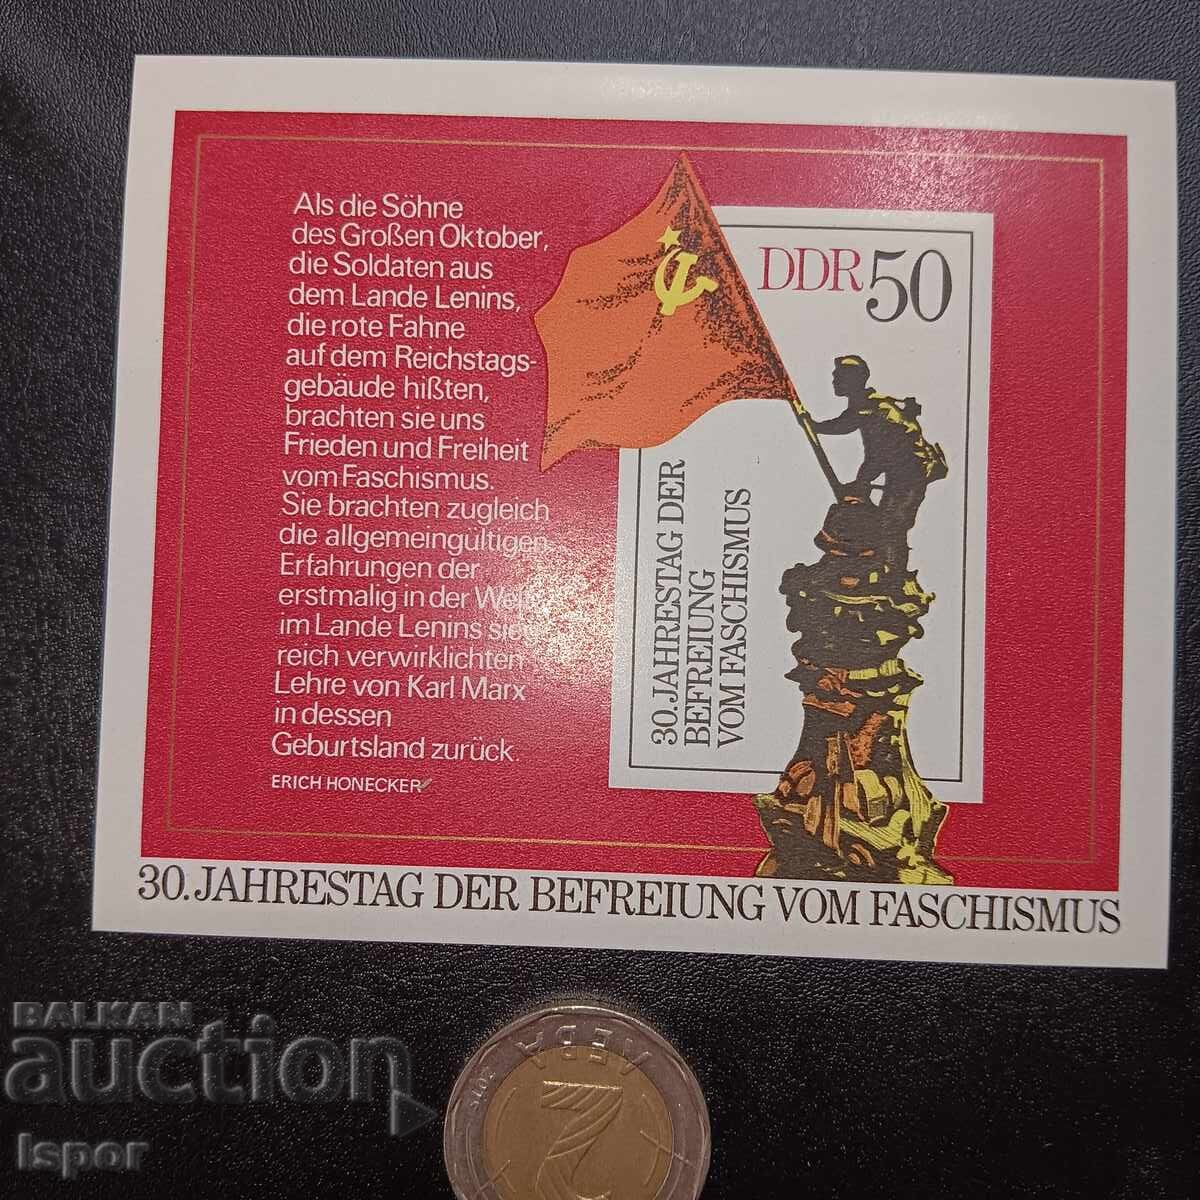 Als die Söhne
des Großen Oktober,
die Soldaten aus
dem Lande Lenins,
die rote Fahne
auf dem Reichstags-
gebäude hißten,
brachten sie uns
Frieden und Freiheit
vom Faschismus.
Sie brachten zugleich
die allgemeingültigen
Erfahrungen der
erstmalig in der Welt
im Lande Lenins sieg-
reich verwirklichten
Lehre von Karl Marx
in dessen
Geburtsland zurück.
ERICH HONECKER
DDR 50
30. JAHRESTAG DER
BEFREIUNG
VOM FASCHISMUS
30. JAHRESTAG DER BEFREIUNG VOM FASCHISMUS
BALKAN
auction
Ispor
2
ЛЕВА